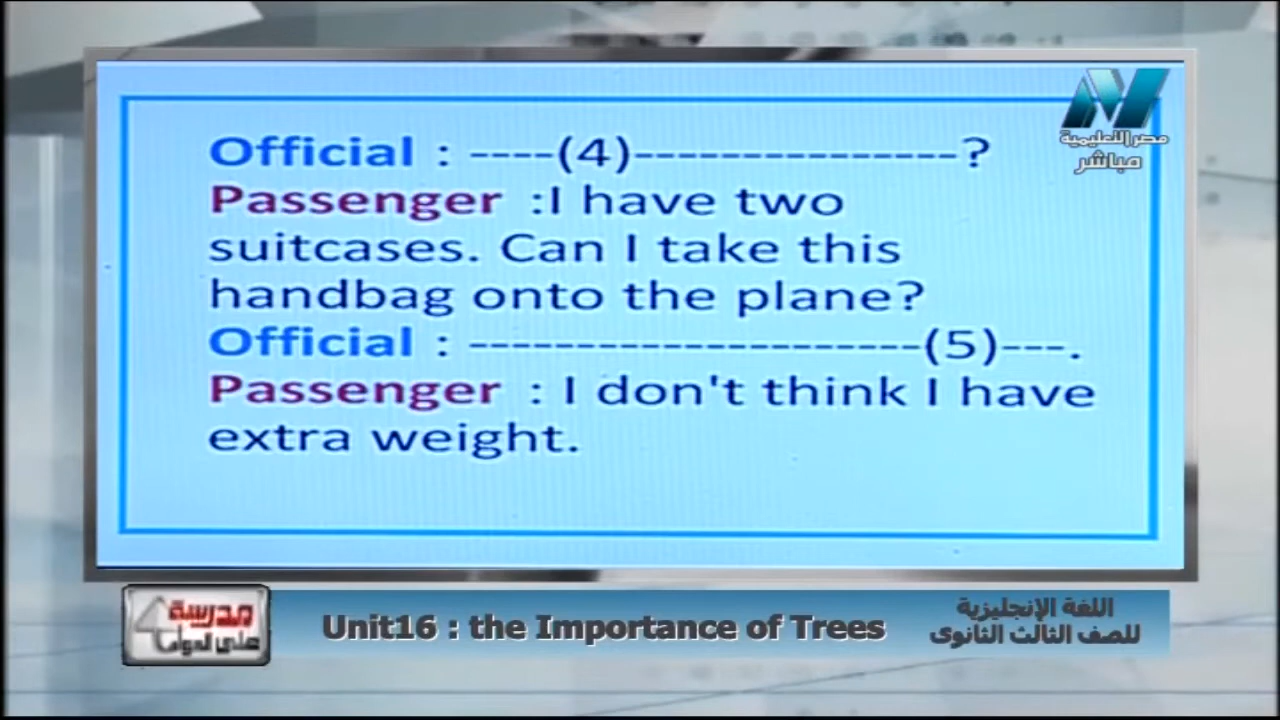 Official : ----(4)---------------?
Passenger :I have two
suitcases. Can I take this
handbag onto the plane?
Official : ---------------------(5)---.
Passenger : I don't think I have
extra weight.
مصر التعليمية
مباشر
مدرسة
على الهواء
Unit16 : the Importance of Trees
اللغة الإنجليزية
للصف الثالث الثانوى